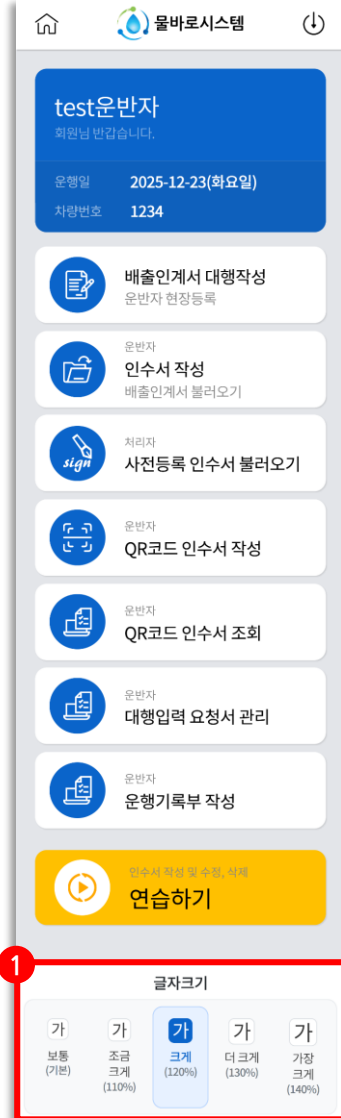 물바로시스템
test운반자
회원님 반갑습니다.
운행일 2025-12-23(화요일)
차량번호 1234
배출인계서 대행작성
운반자 현장등록
운반자
인수서 작성
배출인계서 불러오기
sign
처리자
사전등록 인수서 불러오기
운반자
QR코드 인수서 작성
운반자
QR코드 인수서 조회
운반자
대행입력 요청서 관리
운반자
운행기록부 작성
인수서 작성 및 수정, 삭제
연습하기
1
글자크기
가 가 가 가 가
보통 조금 크게 더 크게 가장
(기본) 크게 (120%) (130%) 크게
(110%) (140%)